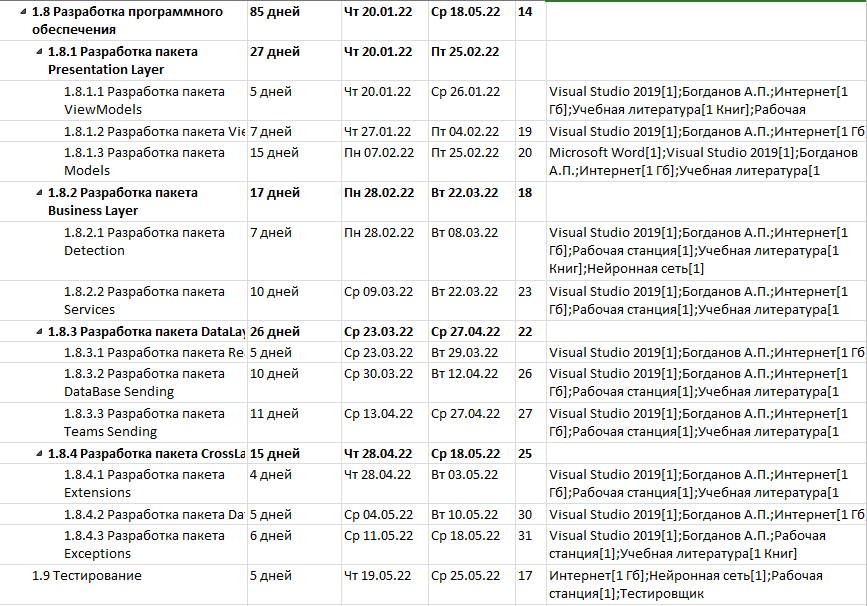 1.8 Разработка программного 85 дней Чт 20.01.22 Ср 18.05.22 14
обеспечения
1.8.1 Разработка пакета 27 дней Чт 20.01.22 Пт 25.02.22
Presentation Layer
1.8.1.1 Разработка пакета 5 дней Чт 20.01.22 Ср 26.01.22 Visual Studio 2019[1];Богданов А.П.;Интернет[1
ViewModels Гб];Учебная литература[1 Книг];Рабочая
1.8.1.2 Разработка пакета Vie 7 дней Чт 27.01.22 Пт 04.02.22 19 Visual Studio 2019[1];Богданов А.П.;Интернет[1 Гб
1.8.1.3 Разработка пакета 15 дней Пн 07.02.22 Пт 25.02.22 20 Microsoft Word[1];Visual Studio 2019[1];Богданов
Models А.П.;Интернет[1 Гб];Учебная литература[1
1.8.2 Разработка пакета 17 дней Пн 28.02.22 Вт 22.03.22 18
Business Layer
1.8.2.1 Разработка пакета 7 дней Пн 28.02.22 Вт 08.03.22 Visual Studio 2019[1];Богданов А.П.;Интернет[1
Detection Гб];Рабочая станция[1];Учебная литература[1
Книг];Нейронная сеть[1]
1.8.2.2 Разработка пакета 10 дней Ср 09.03.22 Вт 22.03.22 23 Visual Studio 2019[1];Богданов А.П.;Интернет[1
Services Гб];Рабочая станция[1];Учебная литература[1
1.8.3 Разработка пакета DataLay 26 дней Ср 23.03.22 Ср 27.04.22 22
1.8.3.1 Разработка пакета Re 5 дней Ср 23.03.22 Вт 29.03.22 Visual Studio 2019[1];Богданов А.П.;Интернет[1 Гб
1.8.3.2 Разработка пакета 10 дней Ср 30.03.22 Вт 12.04.22 26 Visual Studio 2019[1];Богданов А.П.;Интернет[1
DataBase Sending Гб];Рабочая станция[1];Учебная литература[1
1.8.3.3 Разработка пакета 11 дней Ср 13.04.22 Ср 27.04.22 27 Visual Studio 2019[1];Богданов А.П.;Интернет[1
Teams Sending Гб];Рабочая станция[1];Учебная литература[1
1.8.4 Разработка пакета CrossLa 15 дней Чт 28.04.22 Ср 18.05.22 25
1.8.4.1 Разработка пакета 4 дней Чт 28.04.22 Вт 03.05.22 Visual Studio 2019[1];Богданов А.П.;Интернет[1
Extensions Гб];Рабочая станция[1];Учебная литература[1
1.8.4.2 Разработка пакета Da 5 дней Ср 04.05.22 Вт 10.05.22 30 Visual Studio 2019[1];Богданов А.П.;Интернет[1 Гб
1.8.4.3 Разработка пакета 6 дней Ср 11.05.22 Ср 18.05.22 31 Visual Studio 2019[1];Богданов А.П.;Рабочая
Exceptions станция[1];Учебная литература[1 Книг]
1.9 Тестирование 5 дней Чт 19.05.22 Ср 25.05.22 17 Интернет[1 Гб];Нейронная сеть[1];Рабочая
станция[1];Тестировщик